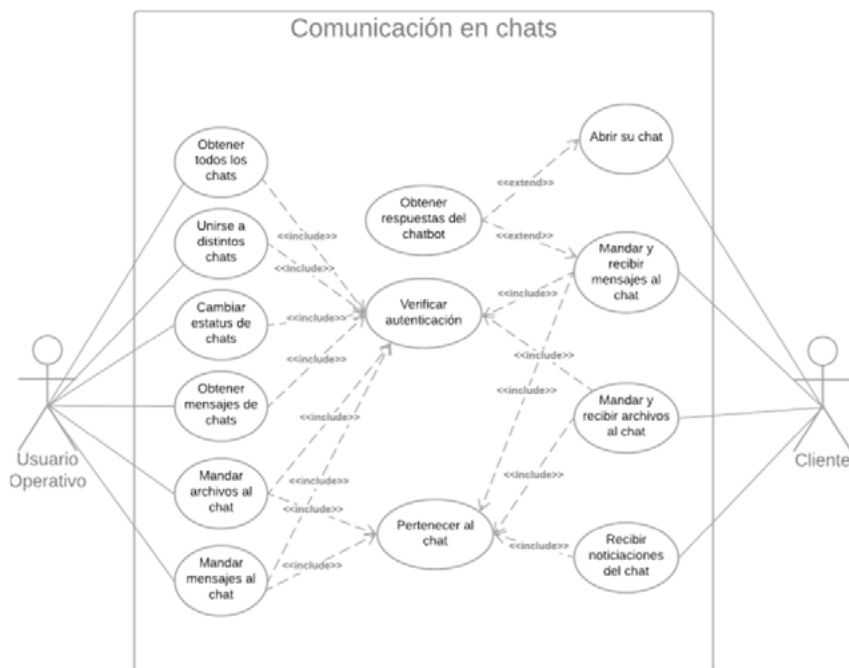 Comunicación en chats
Obtener
todos los
chats
Unirse a
distintos
chats
Cambiar
estatus de
chats
Obtener
mensajes de
chats
Mandar
archivos al
chat
Mandar
mensajes al
chat
Usuario
Operativo
<<include>>
<<include>>
<<include>>
<<include>>
<<include>>
<<include>>
<<include>>
<<include>>
Obtener
respuestas del
chatbot
Verificar
autenticación
Pertenecer al
chat
<<extend>>
<<extend>>
<<include>>
<<include>>
<<include>>
<<include>>
<<include>>
Abrir su chat
Mandar y
recibir
mensajes al
chat
Mandar y
recibir archivos
al chat
Recibir
noticiaciones
del chat
Cliente